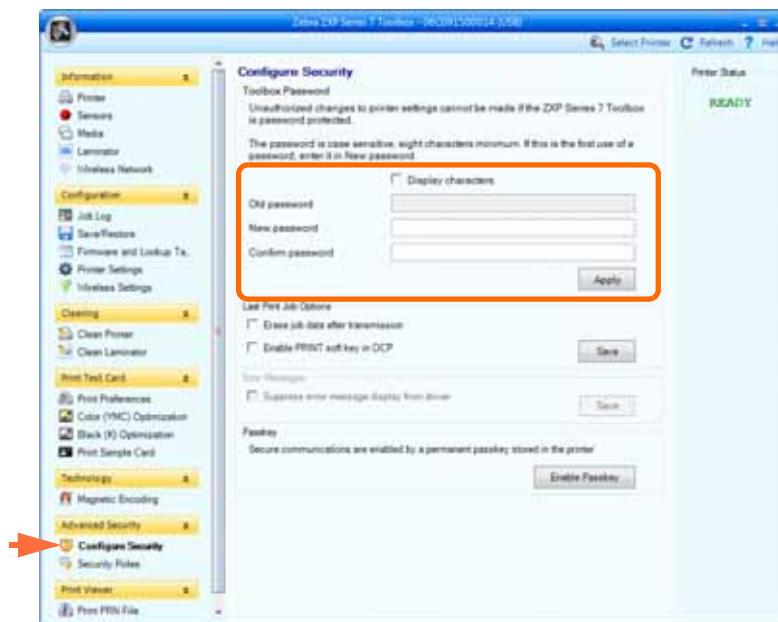 Zebra ZXP Series 7 Toolbox - 06C091500014 (USB)
Select Printer Refresh ? Help
Information
Printer
Sensors
Media
Laminator
Wireless Network
Configuration
Job Log
Save/Restore
Firmware and Lookup Ta..
Printer Settings
Wireless Settings
Cleaning
Clean Printer
Clean Laminator
Print Test Card
Print Preferences
Color (YMC) Optimization
Black (K) Optimization
Print Sample Card
Technology
Magnetic Encoding
Advanced Security
Configure Security
Security Roles
Print Viewer
Print PRN File
Configure Security
Toolbox Password
Unauthorized changes to printer settings cannot be made if the ZXP Series 7 Toolbox
is password protected.
The password is case sensitive, eight characters minimum. If this is the first use of a
password, enter it in New password.
Display characters
Old password
New password
Confirm password
Apply
Last Print Job Options
Erase job data after transmission
Enable PRINT soft key in OCP
Save
Error Messages
Suppress error message display from driver
Save
Passkey
Secure communications are enabled by a permanent passkey stored in the printer
Enable Passkey
Printer Status
READY